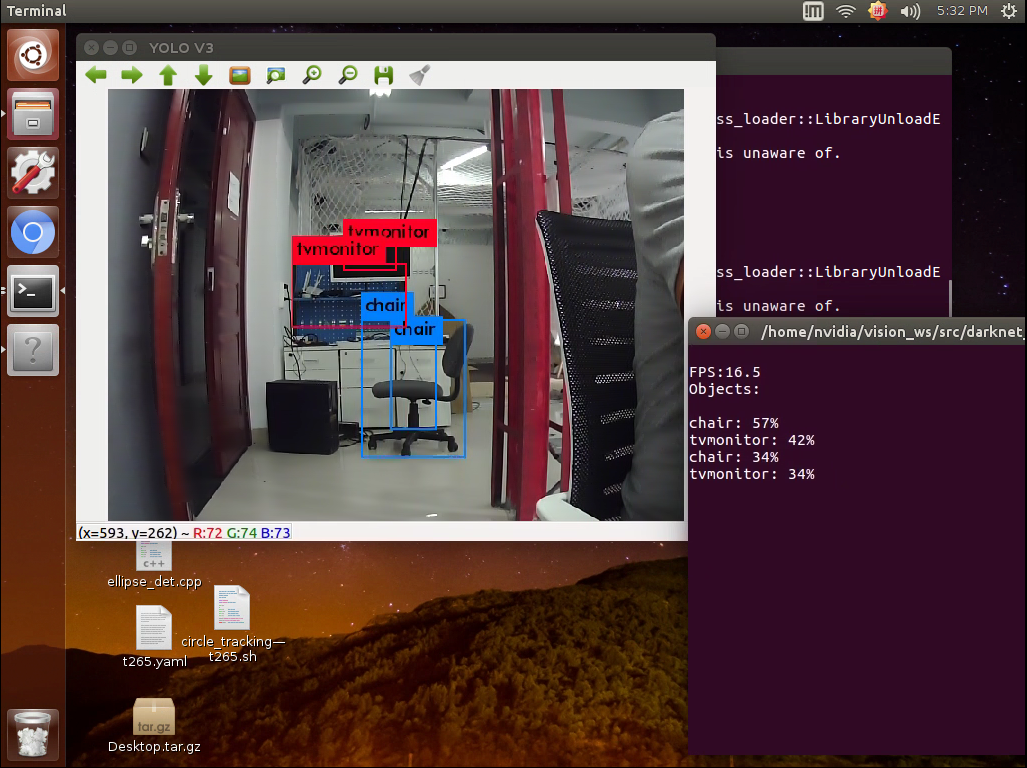 Terminal
5:32 PM
YOLO V3
ss_loader::LibraryUnloadE
is unaware of.
tvmonitor
tvmonitor
chair
chair
ss_loader::LibraryUnloadE
is unaware of.
/home/nvidia/vision_ws/src/darknet_
FPS:16.5
Objects:
chair: 57%
tvmonitor: 42%
chair: 34%
tvmonitor: 34%
(x=593, y=262) ~ R:72 G:74 B:73
c++
ellipse_det.cpp
circle_tracking—
t265.sh
t265.yaml
tar.gz
Desktop.tar.gz